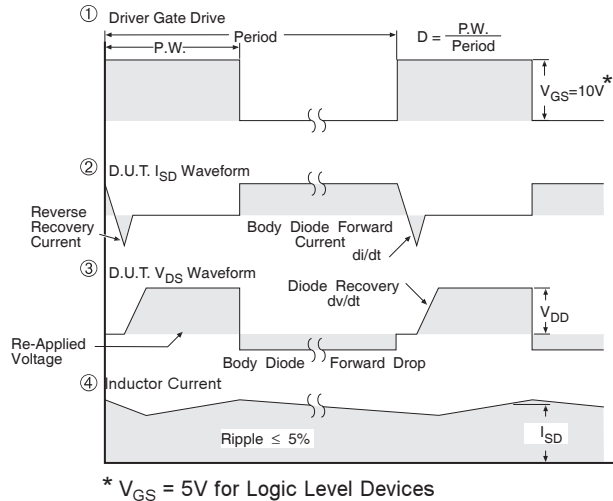 ① Driver Gate Drive
P.W.
Period
D = P.W. / Period
V_GS=10V*
② D.U.T. I_SD Waveform
Reverse
Recovery
Current
Body Diode Forward
Current
di/dt
③ D.U.T. V_DS Waveform
Diode Recovery
dv/dt
V_DD
Re-Applied
Voltage
Body Diode Forward Drop
④ Inductor Current
Ripple ≤ 5%
I_SD
* V_GS = 5V for Logic Level Devices